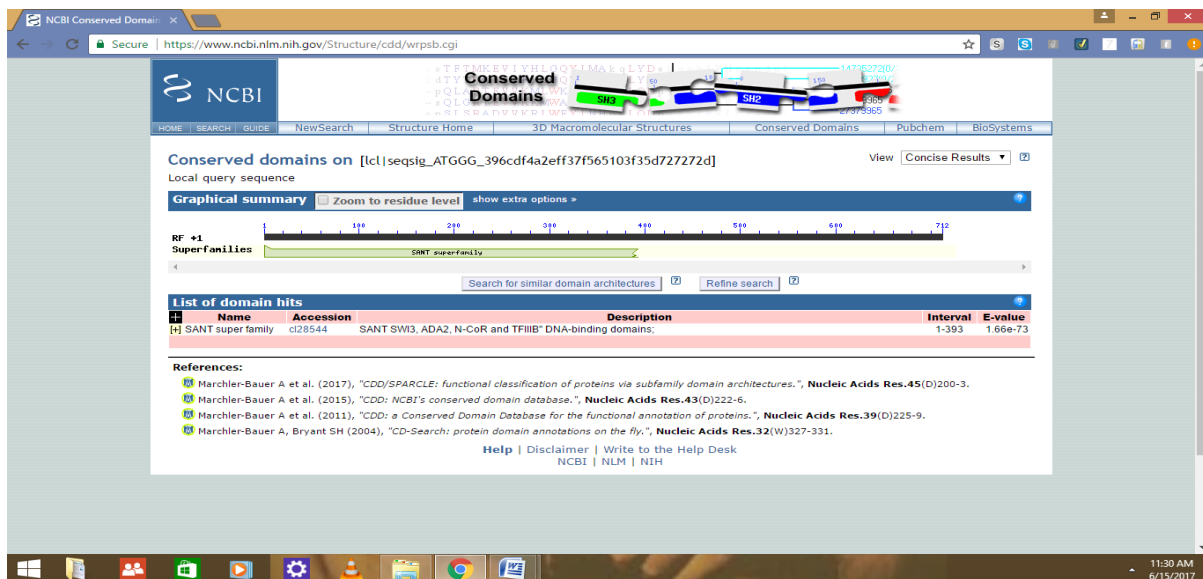 NCBI Conserved Domain
Secure | https://www.ncbi.nlm.nih.gov/Structure/cdd/wrpsb.cgi
NCBI
Conserved
Domains
SH3
SH2
HOME SEARCH GUIDE NewSearch Structure Home 3D Macromolecular Structures Conserved Domains Pubchem BioSystems
Conserved domains on [lcl|seqsig_ATGGG_396cdf4a2eff37f565103f35d727272d]
View Concise Results
Local query sequence
Graphical summary Zoom to residue level show extra options »
1 100 200 300 400 500 600 712
RF +1
Superfamilies SANT superfamily
Search for similar domain architectures Refine search
List of domain hits
Name Accession Description Interval E-value
[+] SANT super family cl28544 SANT SWI3, ADA2, N-CoR and TFIIIB" DNA-binding domains; 1-393 1.66e-73
References:
Marchler-Bauer A et al. (2017), "CDD/SPARCLE: functional classification of proteins via subfamily domain architectures.", Nucleic Acids Res.45(D)200-3.
Marchler-Bauer A et al. (2015), "CDD: NCBI's conserved domain database.", Nucleic Acids Res.43(D)222-6.
Marchler-Bauer A et al. (2011), "CDD: a Conserved Domain Database for the functional annotation of proteins.", Nucleic Acids Res.39(D)225-9.
Marchler-Bauer A, Bryant SH (2004), "CD-Search: protein domain annotations on the fly.", Nucleic Acids Res.32(W)327-331.
Help | Disclaimer | Write to the Help Desk
NCBI | NLM | NIH
11:30 AM
6/15/2017